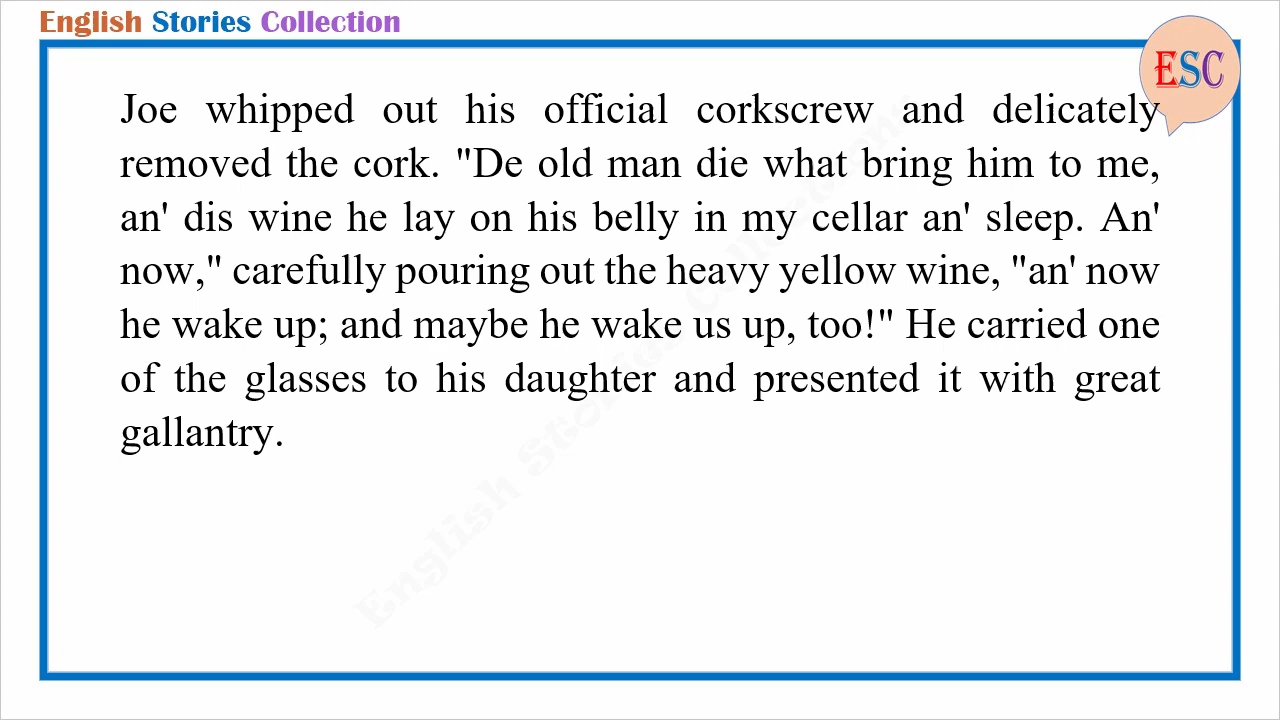 English Stories Collection
ESC
Joe whipped out his official corkscrew and delicately
removed the cork. "De old man die what bring him to me,
an' dis wine he lay on his belly in my cellar an' sleep. An'
now," carefully pouring out the heavy yellow wine, "an' now
he wake up; and maybe he wake us up, too!" He carried one
of the glasses to his daughter and presented it with great
gallantry.
English Stories Collections